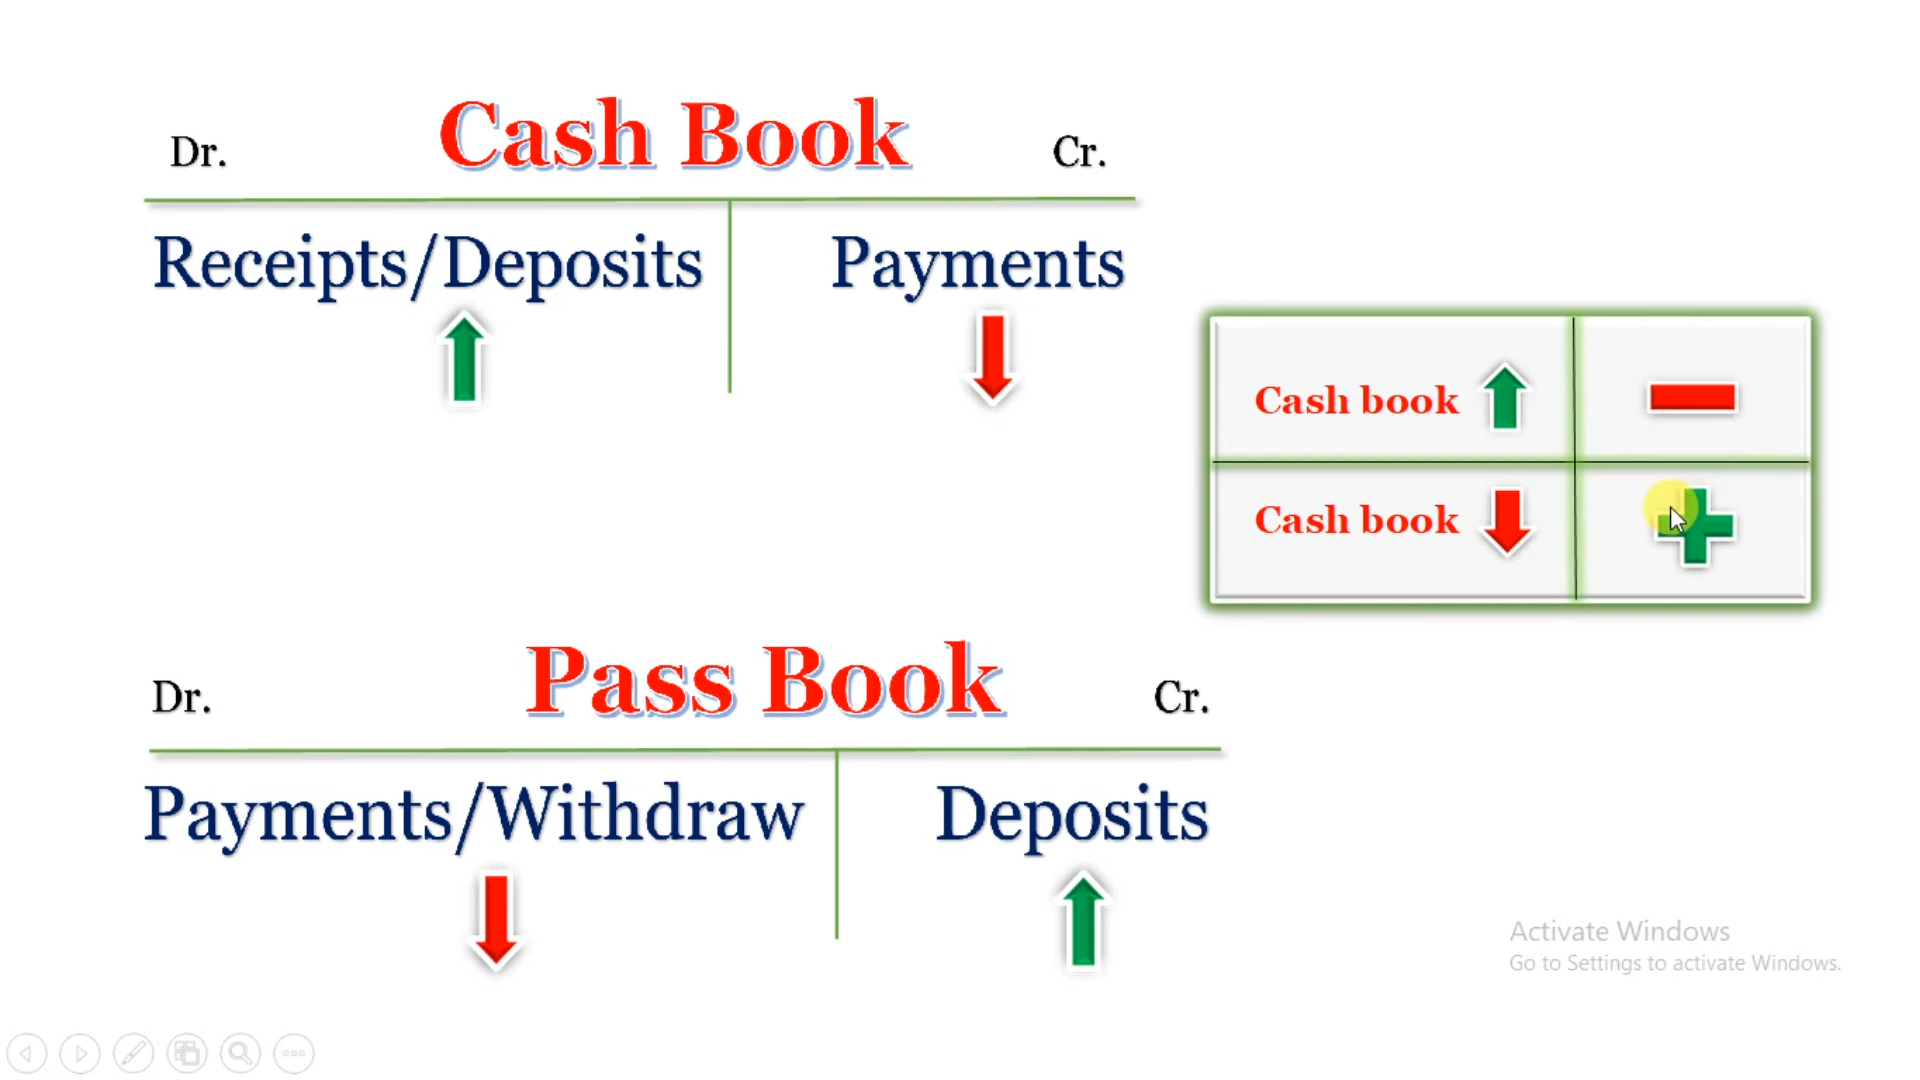 Dr. Cash Book Cr.
Receipts/Deposits Payments
Cash book
Cash book
Dr. Pass Book Cr.
Payments/Withdraw Deposits
Activate Windows
Go to Settings to activate Windows.